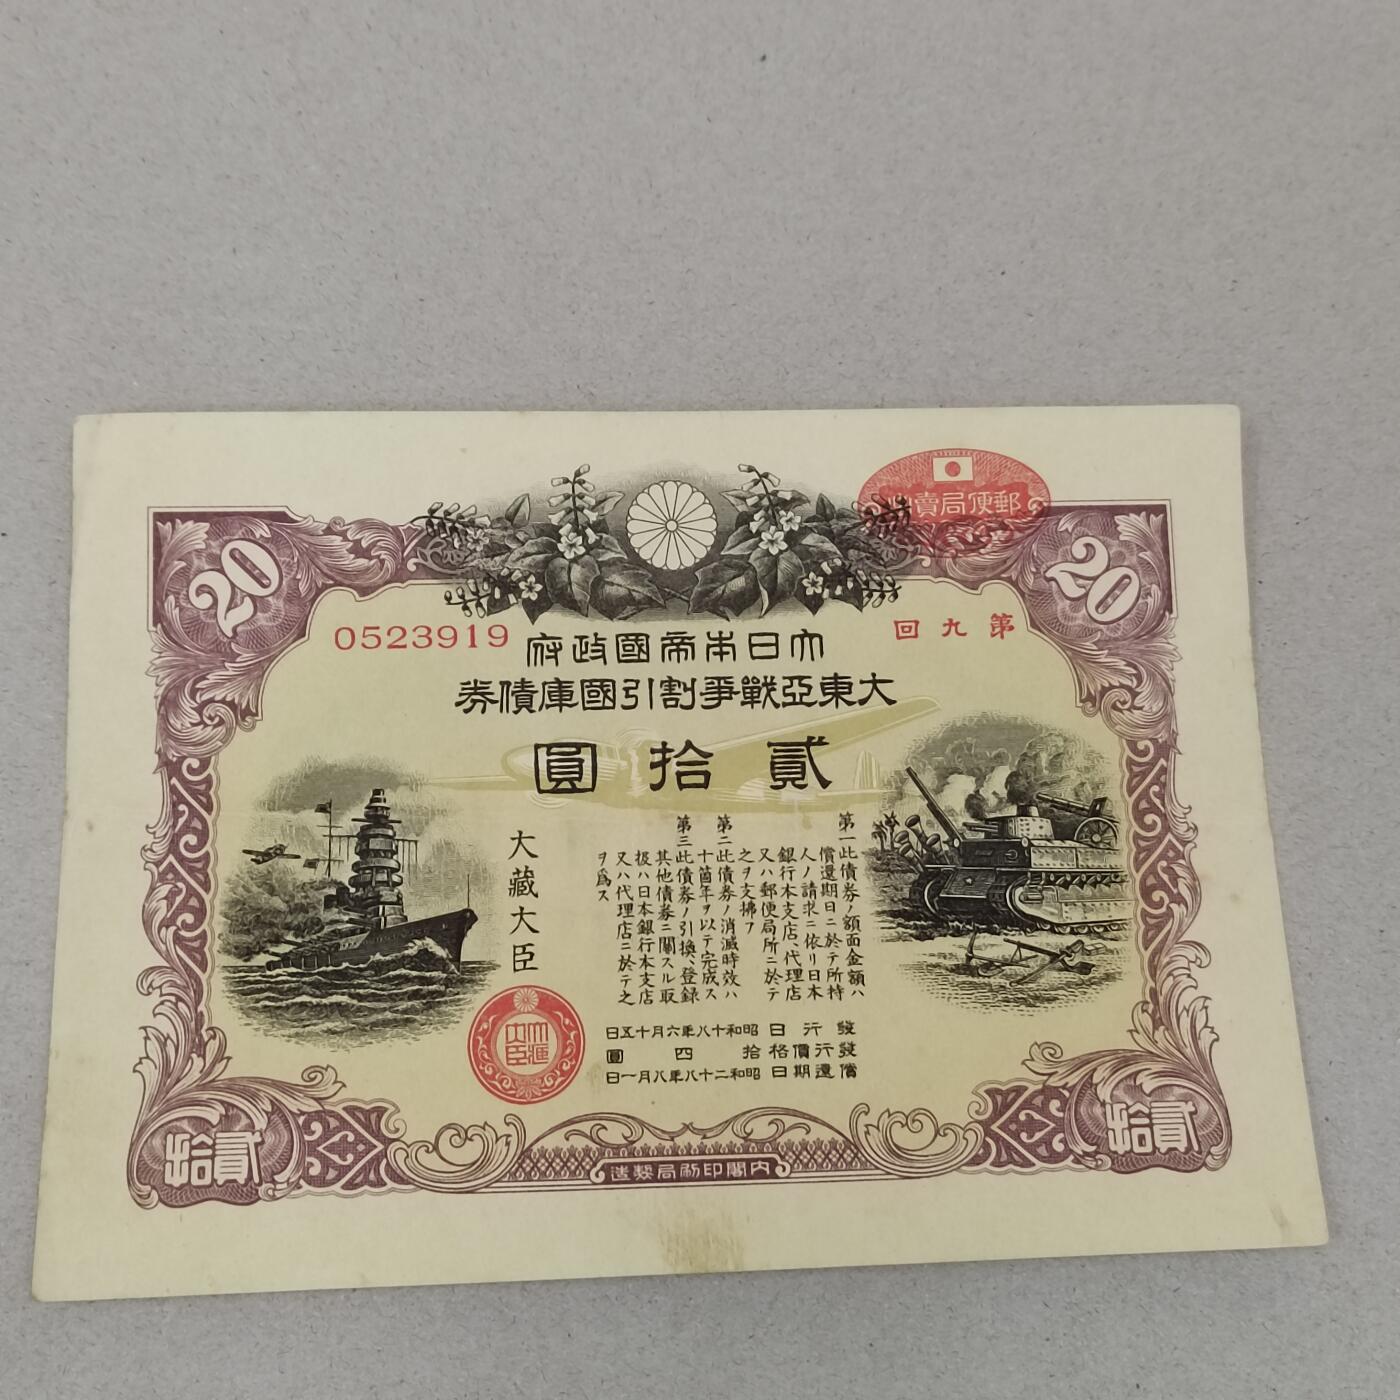 郵便局賣出
20
20
0523919
第九回
大日本帝國政府
大東亞戰爭割引國庫債券
貳拾圓
第一此債券ノ額面金額ハ
償還期日ニ於テ所持
人ノ請求ニ依リ日本
銀行本支店、代理店
又ハ郵便局所ニ於テ
之ヲ支拂フ
第二此債券ノ消滅時效ハ
十箇年ヲ以テ完成ス
第三此債券ノ引換、登録
其他債券ニ關スル取
扱ハ日本銀行本支店
又ハ代理店ニ於テ之
ヲ爲ス
大藏大臣
大藏大臣
發行日 昭和十八年六月十五日
發行價格 拾四圓
償還期日 昭和二十八年八月一日
貳拾
貳拾
内閣印刷局製造